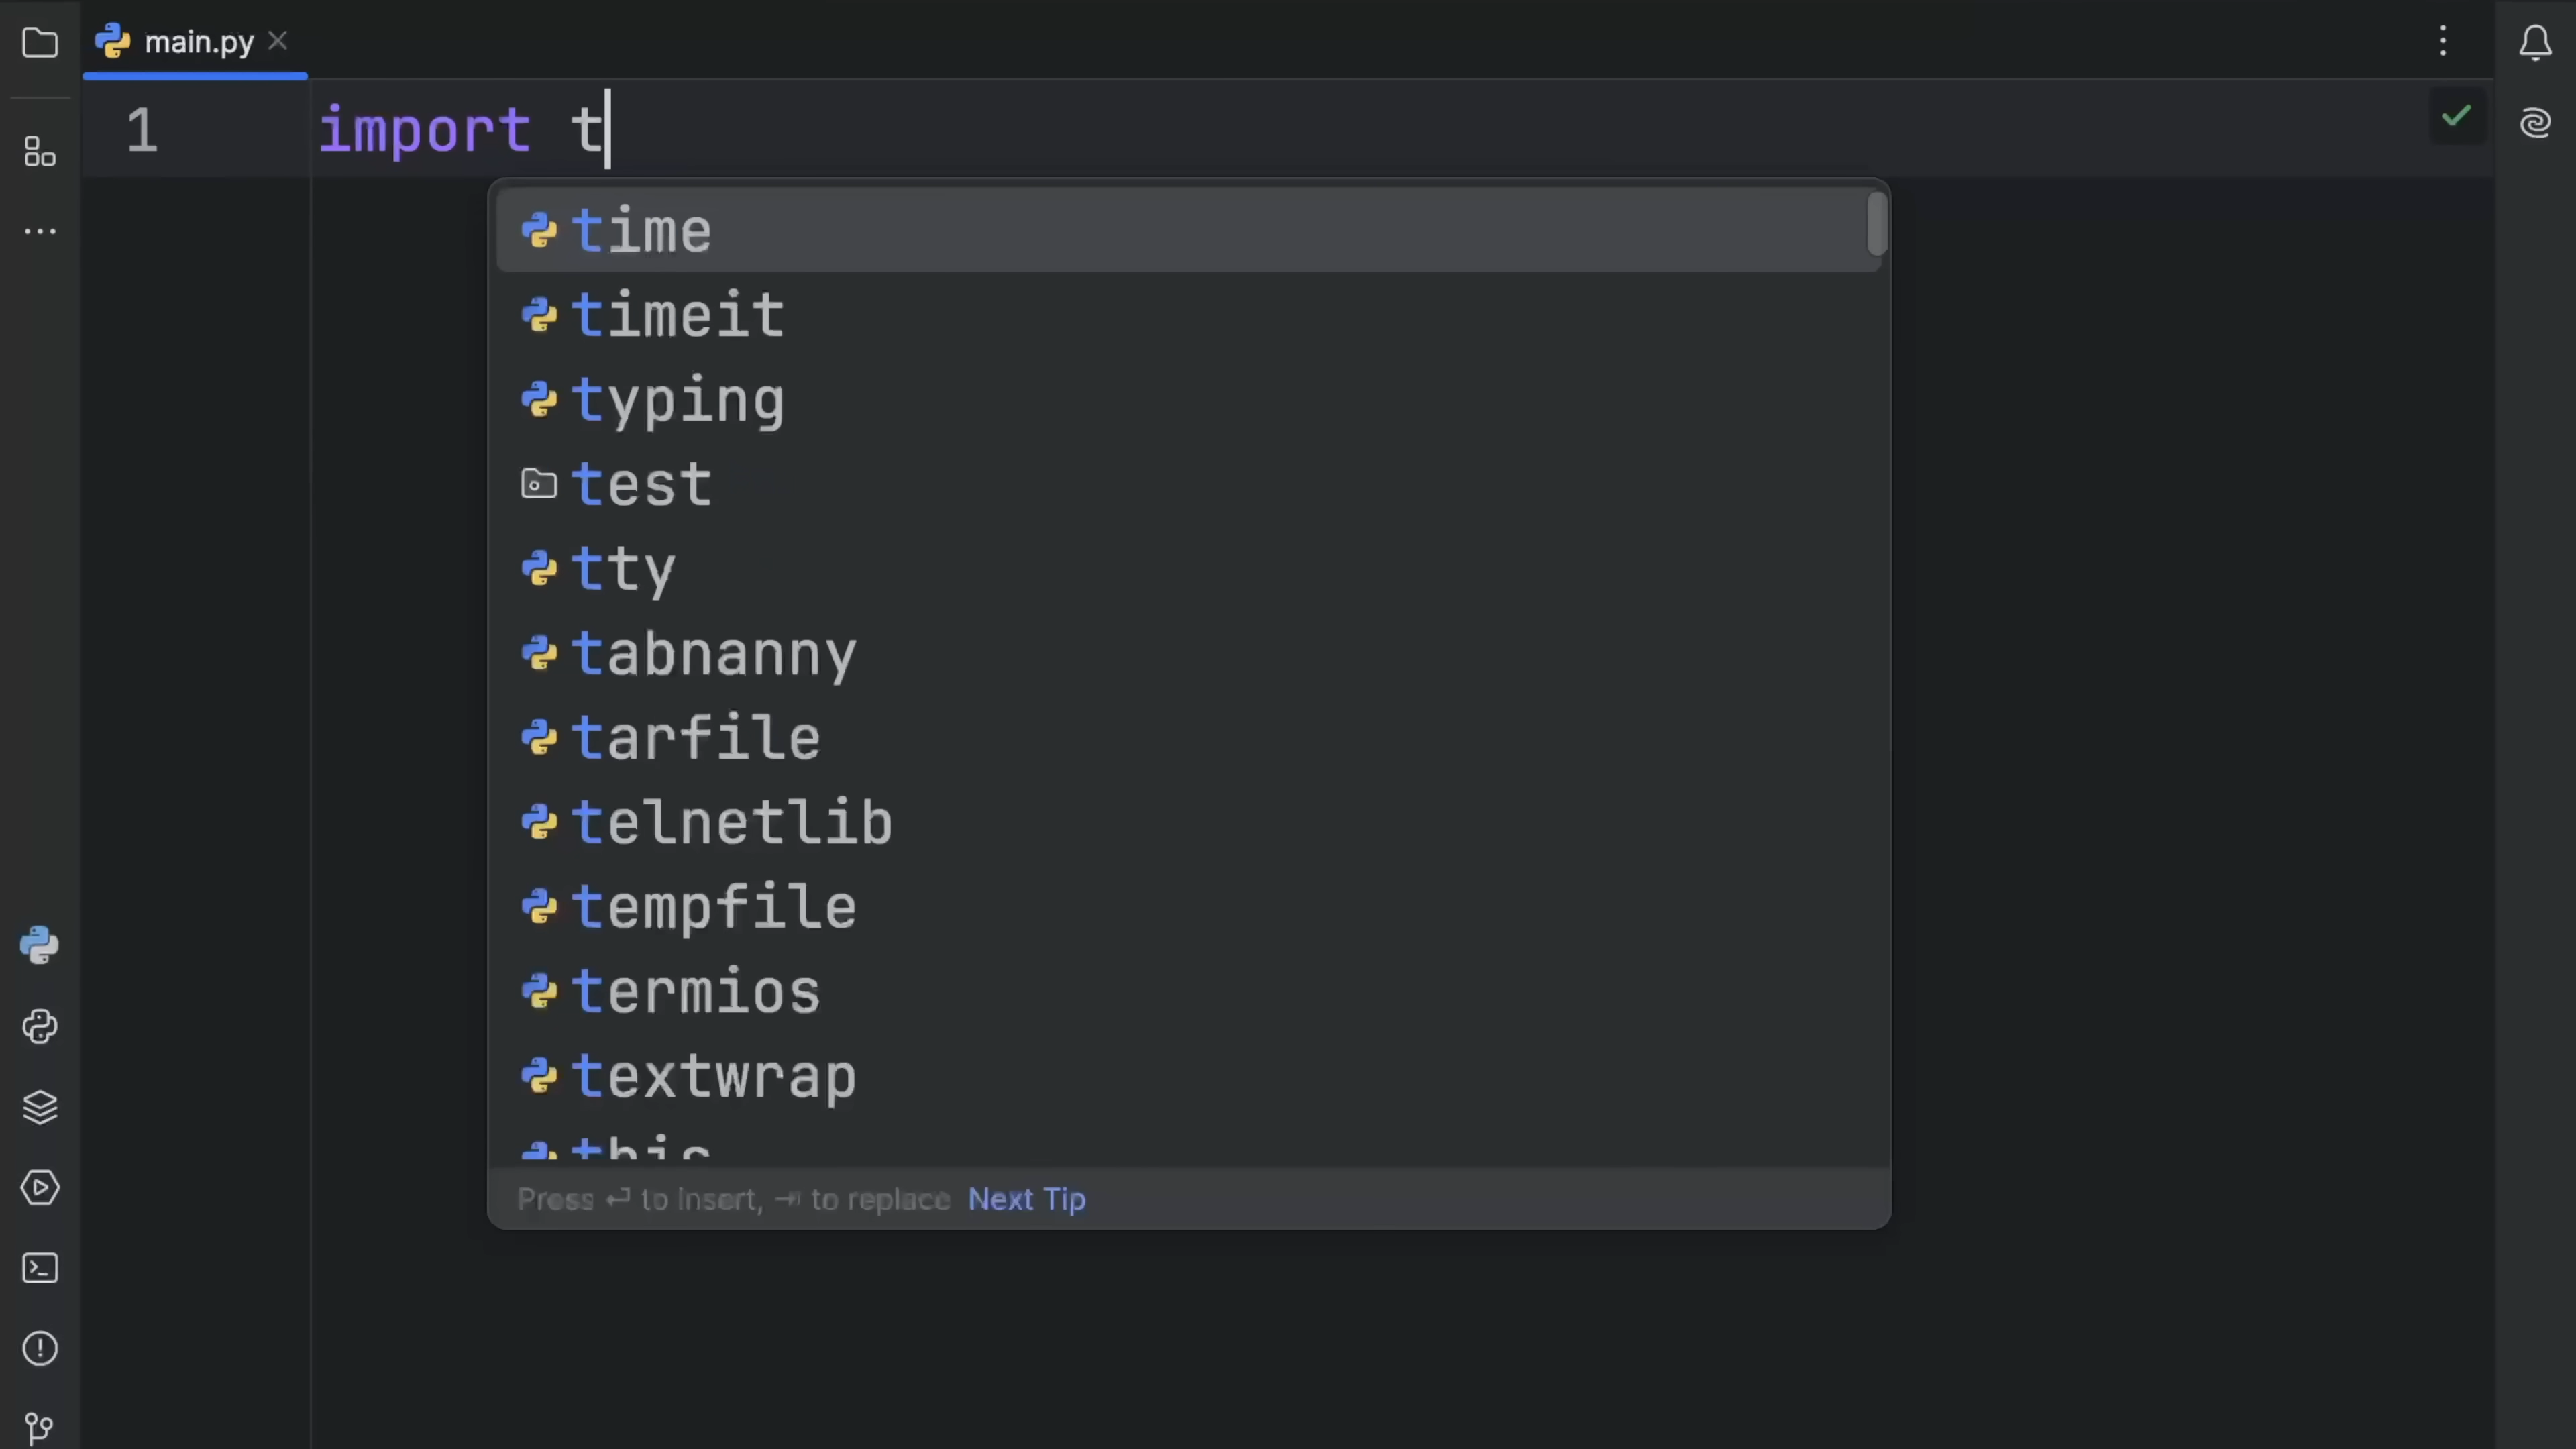 main.py
1 import t
time
timeit
typing
test
tty
tabnanny
tarfile
telnetlib
tempfile
termios
textwrap
this
Press ↵ to insert, ⇥ to replace Next Tip